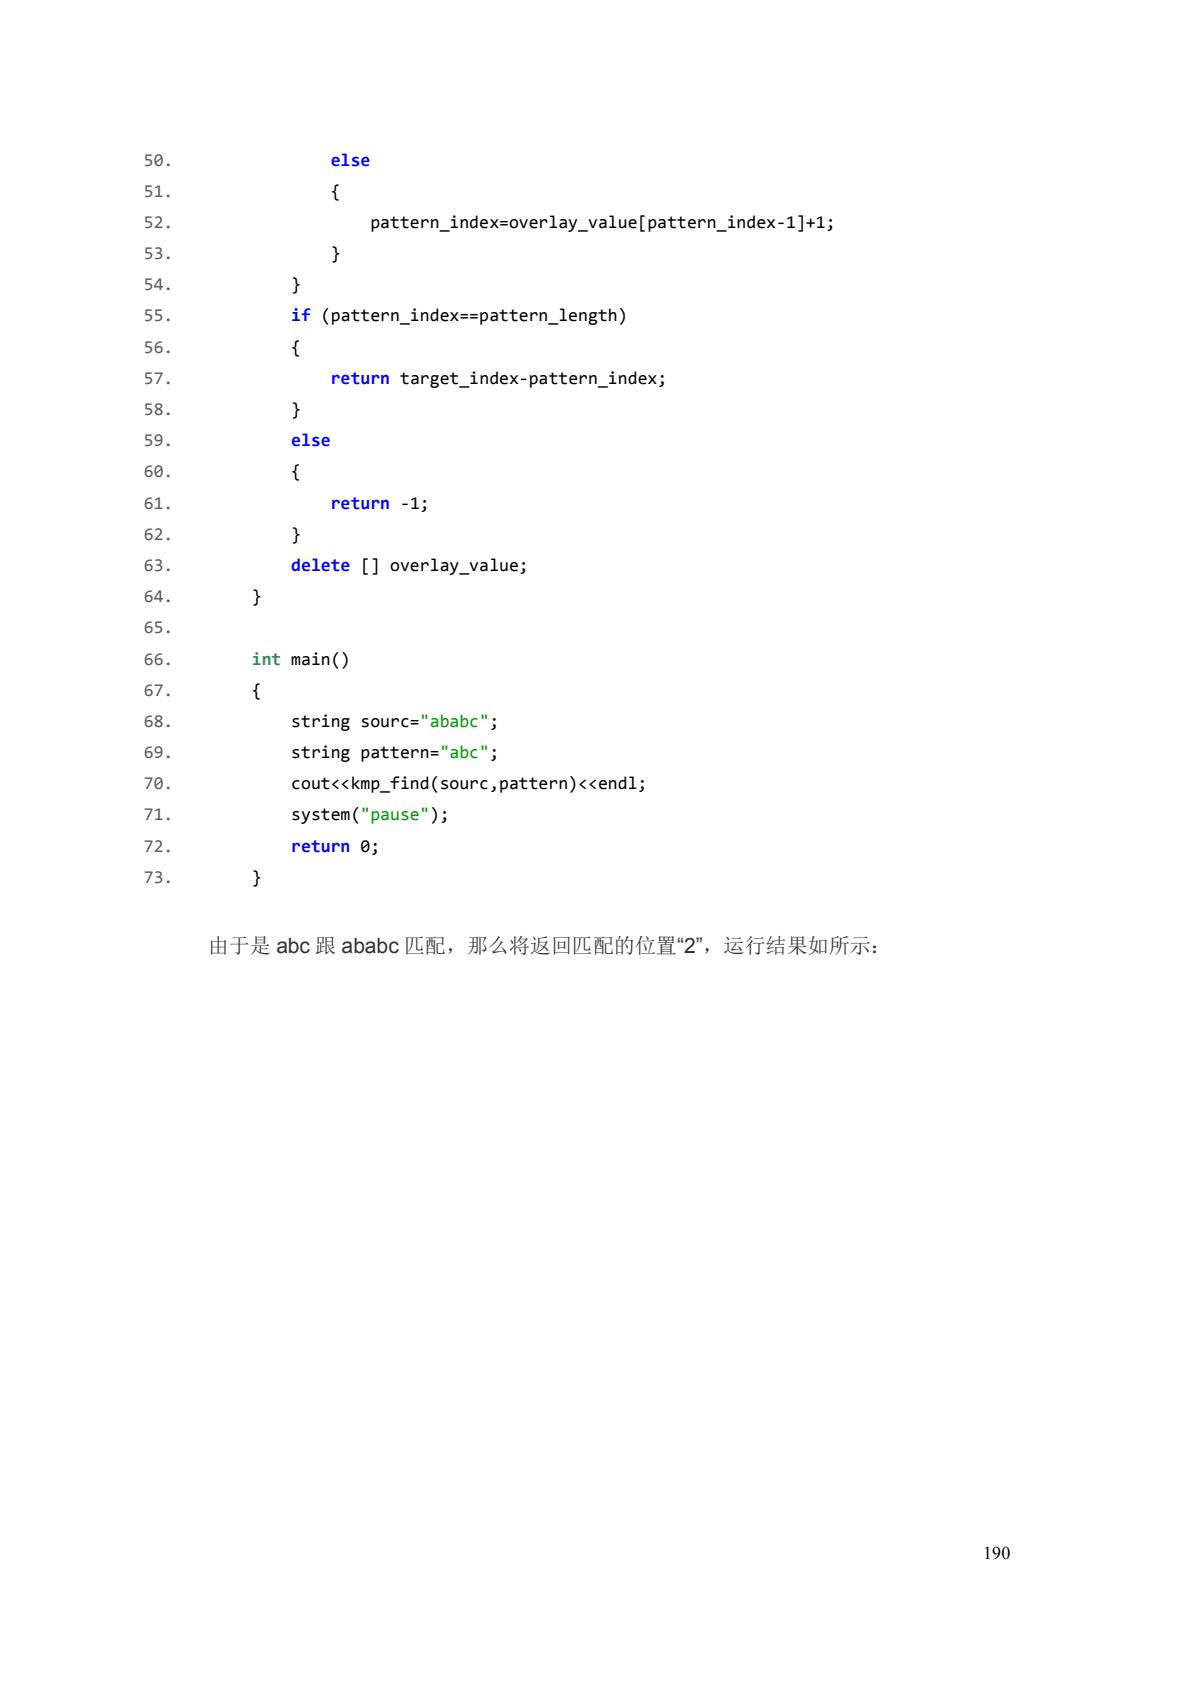 50.                else
51.                {
52.                    pattern_index=overlay_value[pattern_index-1]+1;
53.                }
54.            }
55.            if (pattern_index==pattern_length)
56.            {
57.                return target_index-pattern_index;
58.            }
59.            else
60.            {
61.                return -1;
62.            }
63.            delete [] overlay_value;
64.        }
65.
66.        int main()
67.        {
68.            string sourc="ababc";
69.            string pattern="abc";
70.            cout<<kmp_find(sourc,pattern)<<endl;
71.            system("pause");
72.            return 0;
73.        }
由于是 abc 跟 ababc 匹配，那么将返回匹配的位置“2”，运行结果如所示：
190